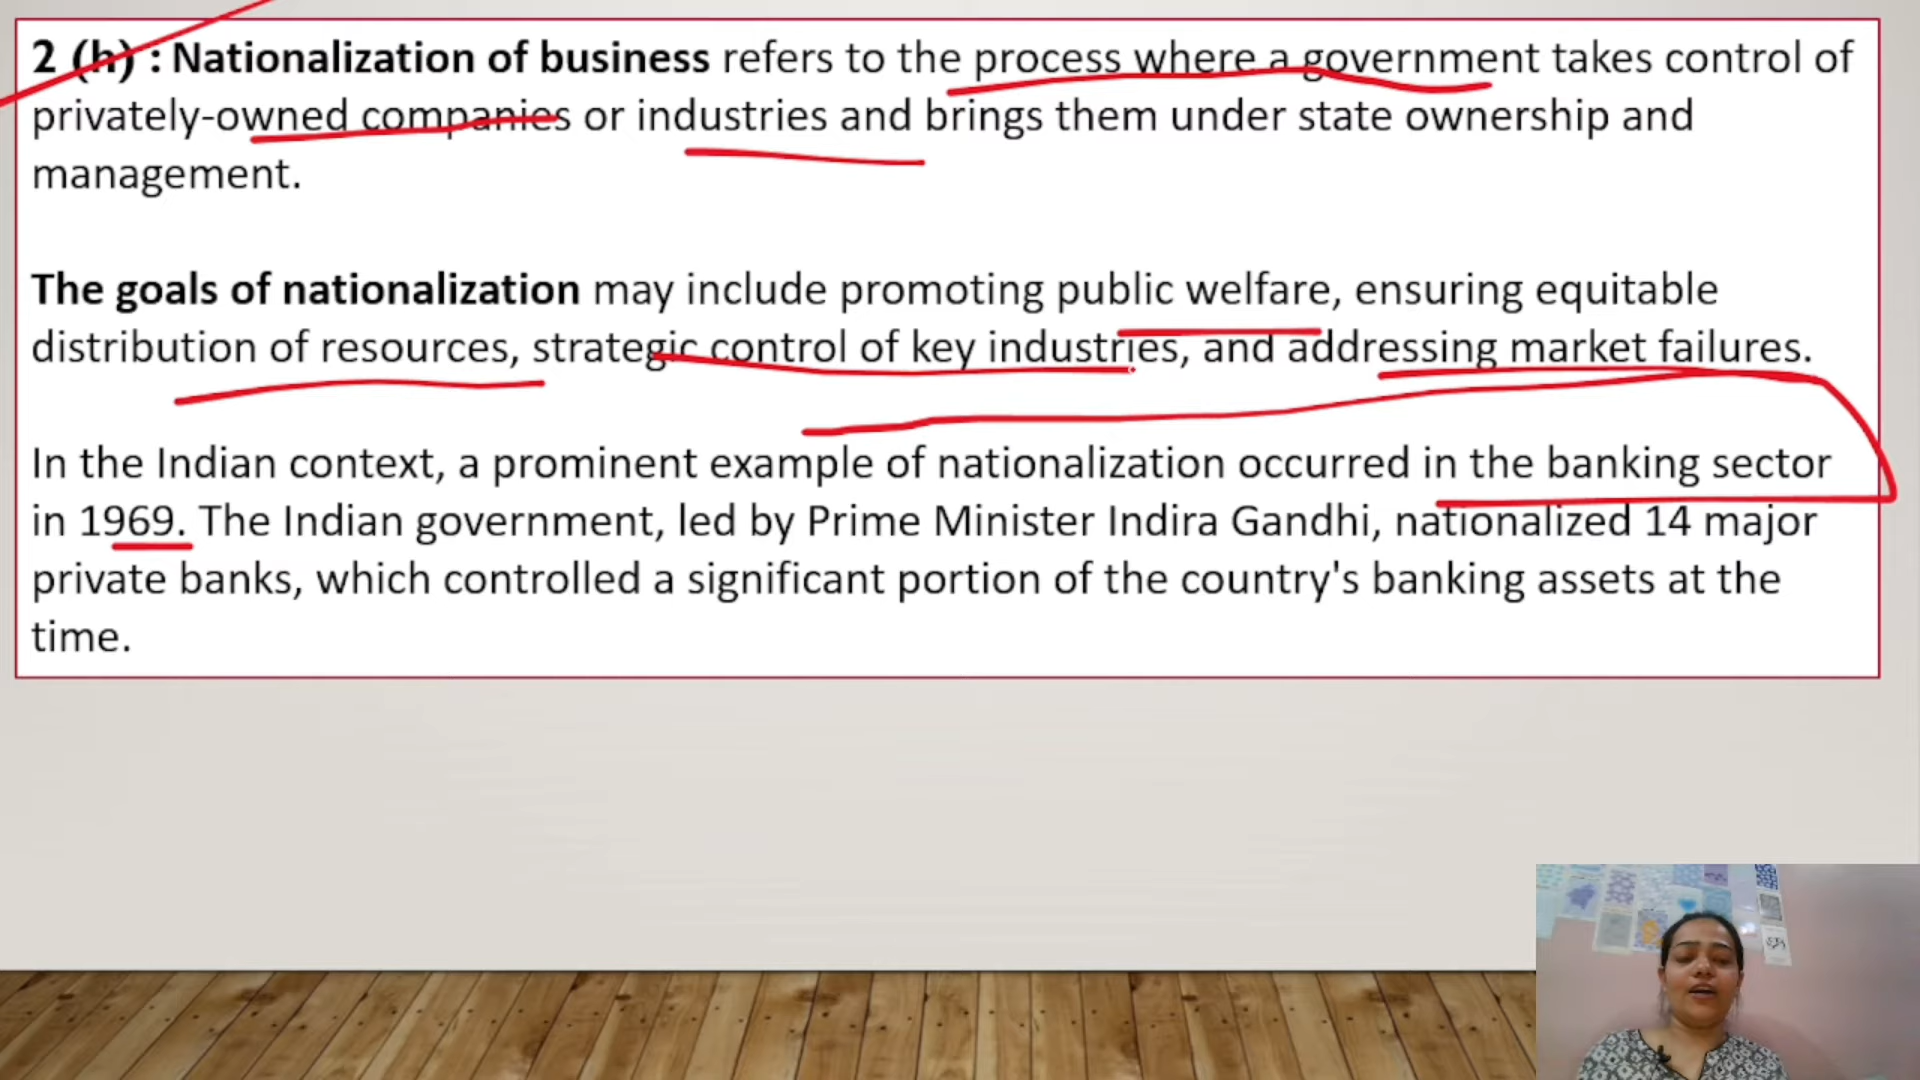 2 (h) : Nationalization of business refers to the process where a government takes control of
privately-owned companies or industries and brings them under state ownership and
management.
The goals of nationalization may include promoting public welfare, ensuring equitable
distribution of resources, strategic control of key industries, and addressing market failures.
In the Indian context, a prominent example of nationalization occurred in the banking sector
in 1969. The Indian government, led by Prime Minister Indira Gandhi, nationalized 14 major
private banks, which controlled a significant portion of the country's banking assets at the
time.